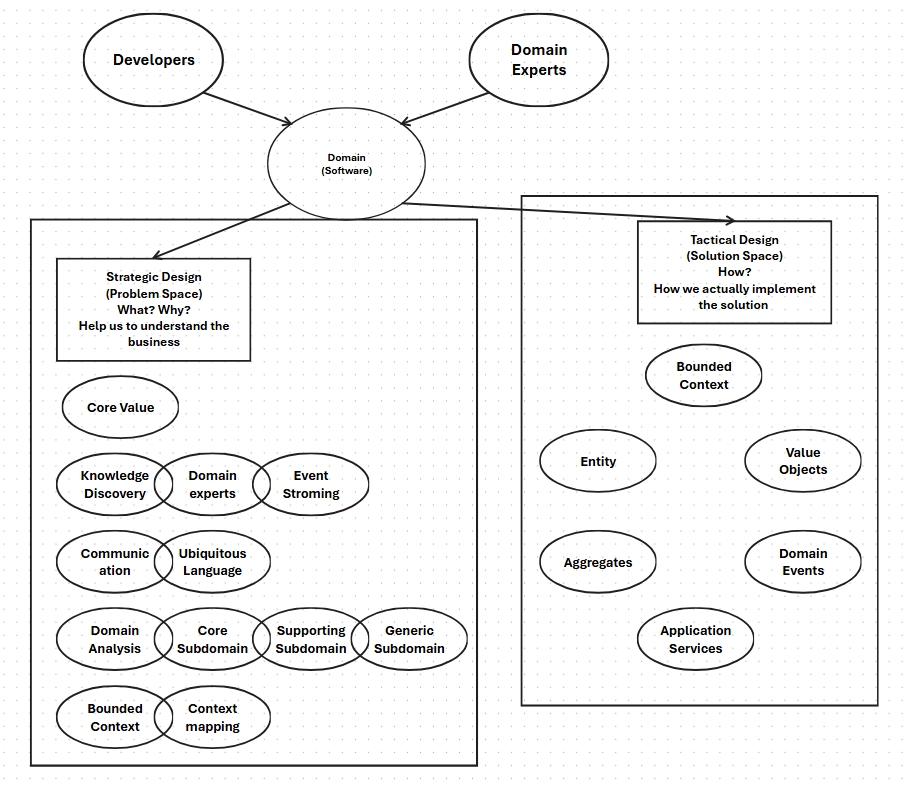 Developers
Domain
Experts
Domain
(Software)
Strategic Design
(Problem Space)
What? Why?
Help us to understand the
business
Core Value
Knowledge
Discovery
Domain
experts
Event
Stroming
Communic
ation
Ubiquitous
Language
Domain
Analysis
Core
Subdomain
Supporting
Subdomain
Generic
Subdomain
Bounded
Context
Context
mapping
Tactical Design
(Solution Space)
How?
How we actually implement
the solution
Bounded
Context
Entity
Value
Objects
Aggregates
Domain
Events
Application
Services